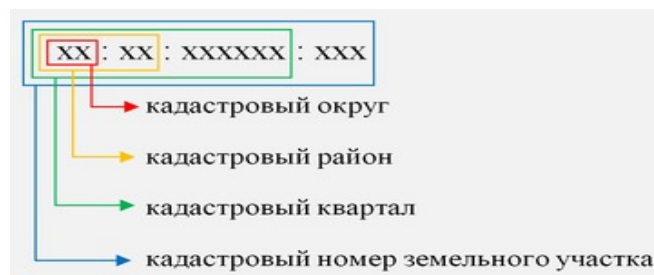 xx : xx : xxxxxx : xxx
кадастровый округ
кадастровый район
кадастровый квартал
кадастровый номер земельного участка